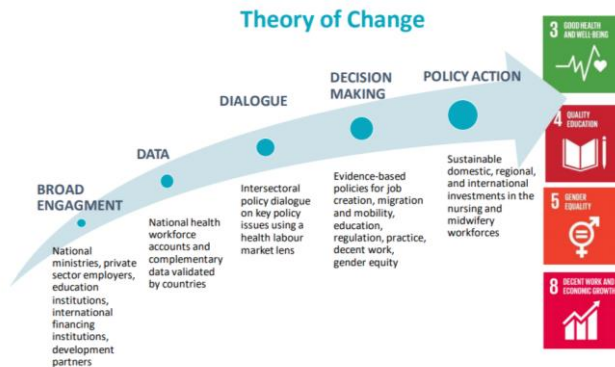 Theory of Change
BROAD
ENGAGMENT
National
ministries, private
sector employers,
education
institutions,
international
financing
institutions,
development
partners
DATA
National health
workforce
accounts and
complementary
data validated
by countries
DIALOGUE
Intersectoral
policy dialogue
on key policy
issues using a
health labour
market lens
DECISION
MAKING
Evidence-based
policies for job
creation, migration
and mobility,
education,
regulation, practice,
decent work,
gender equity
POLICY ACTION
Sustainable
domestic, regional,
and international
investments in the
nursing and
midwifery
workforces
3 GOOD HEALTH
AND WELL-BEING
4 QUALITY
EDUCATION
5 GENDER
EQUALITY
8 DECENT WORK AND
ECONOMIC GROWTH